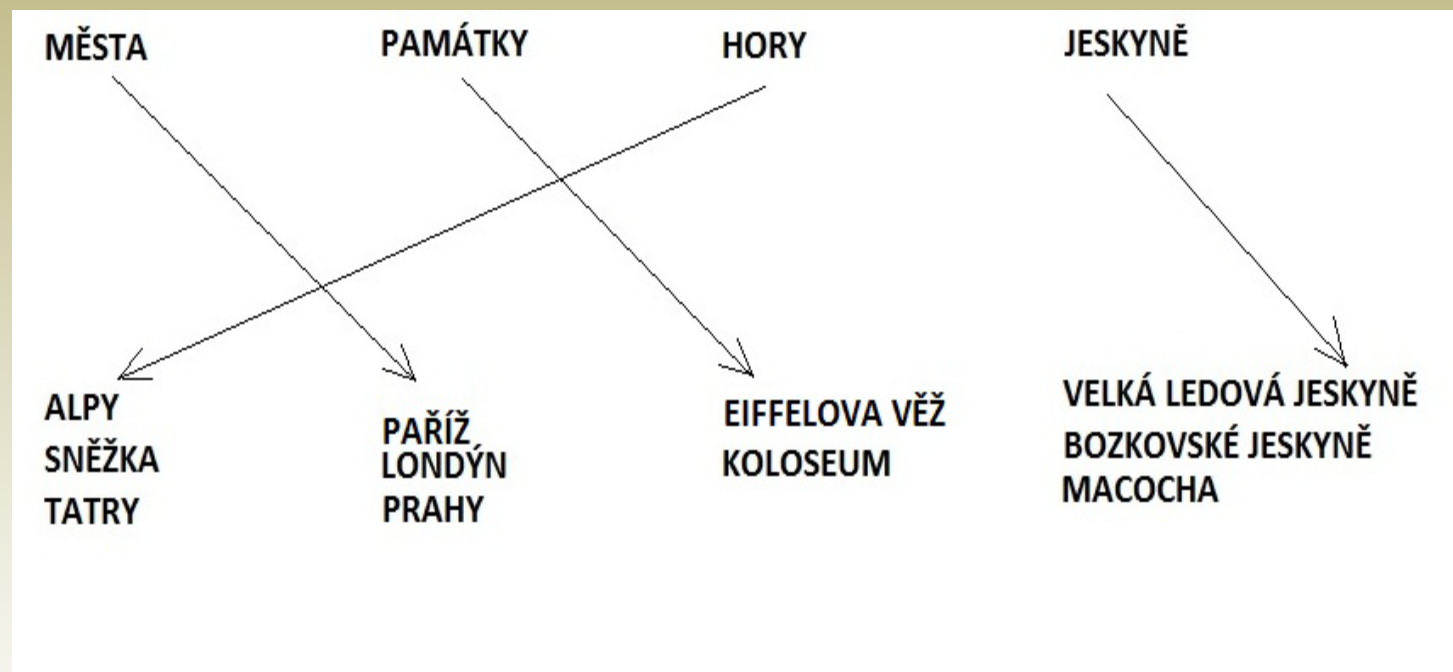 MĚSTA
PAMÁTKY
HORY
JESKYNĚ
ALPY
SNĚŽKA
TATRY
PAŘÍŽ
LONDÝN
PRAHY
EIFFELOVA VĚŽ
KOLOSEUM
VELKÁ LEDOVÁ JESKYNĚ
BOZKOVSKÉ JESKYNĚ
MACOCHA